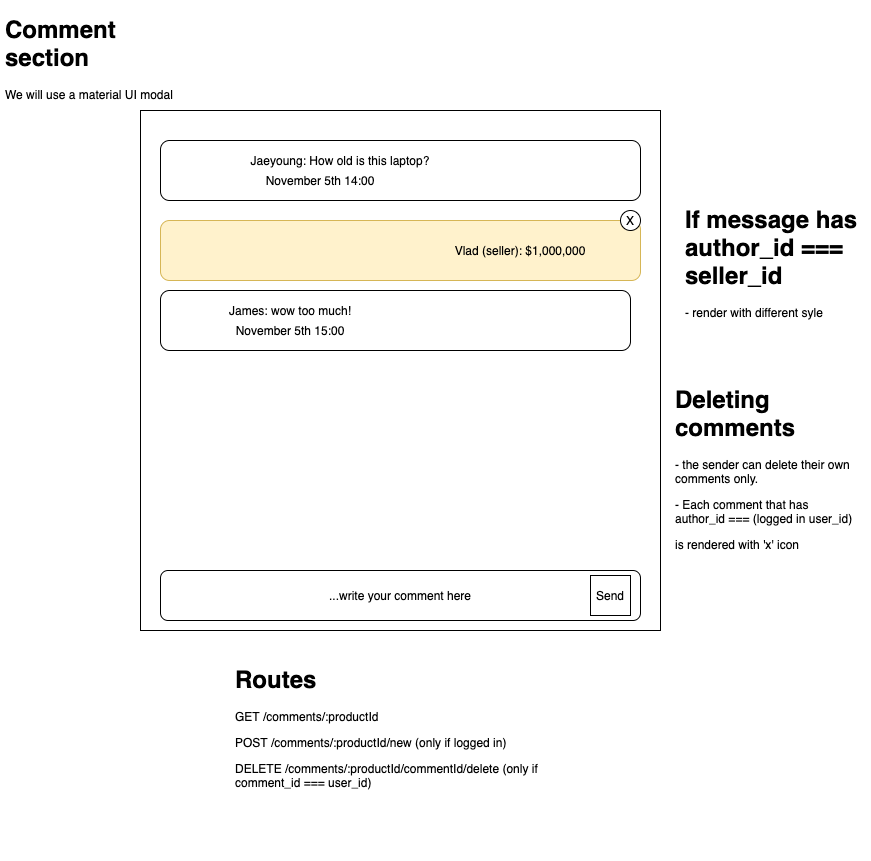 Comment
section
We will use a material UI modal
Jaeyoung: How old is this laptop?
November 5th 14:00
X
Vlad (seller): $1,000,000
James: wow too much!
November 5th 15:00
...write your comment here
Send
If message has
author_id ===
seller_id
- render with different syle
Deleting
comments
- the sender can delete their own
comments only.
- Each comment that has
author_id === (logged in user_id)
is rendered with 'x' icon
Routes
GET /comments/:productId
POST /comments/:productId/new (only if logged in)
DELETE /comments/:productId/commentId/delete (only if
comment_id === user_id)